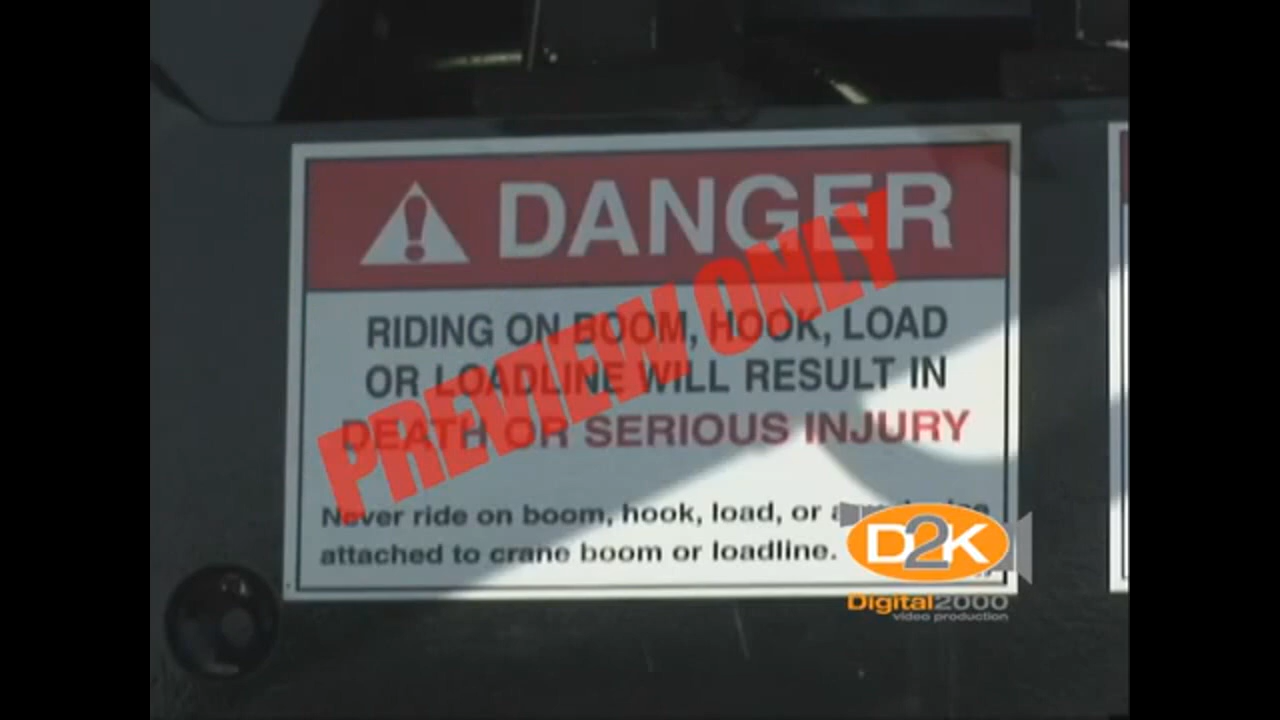 DANGER
RIDING ON BOOM, HOOK, LOAD
OR LOADLINE WILL RESULT IN
DEATH OR SERIOUS INJURY
Never ride on boom, hook, load, or
attached to crane boom or loadline.
PREVIEW ONLY
D2K
Digital2000
video production